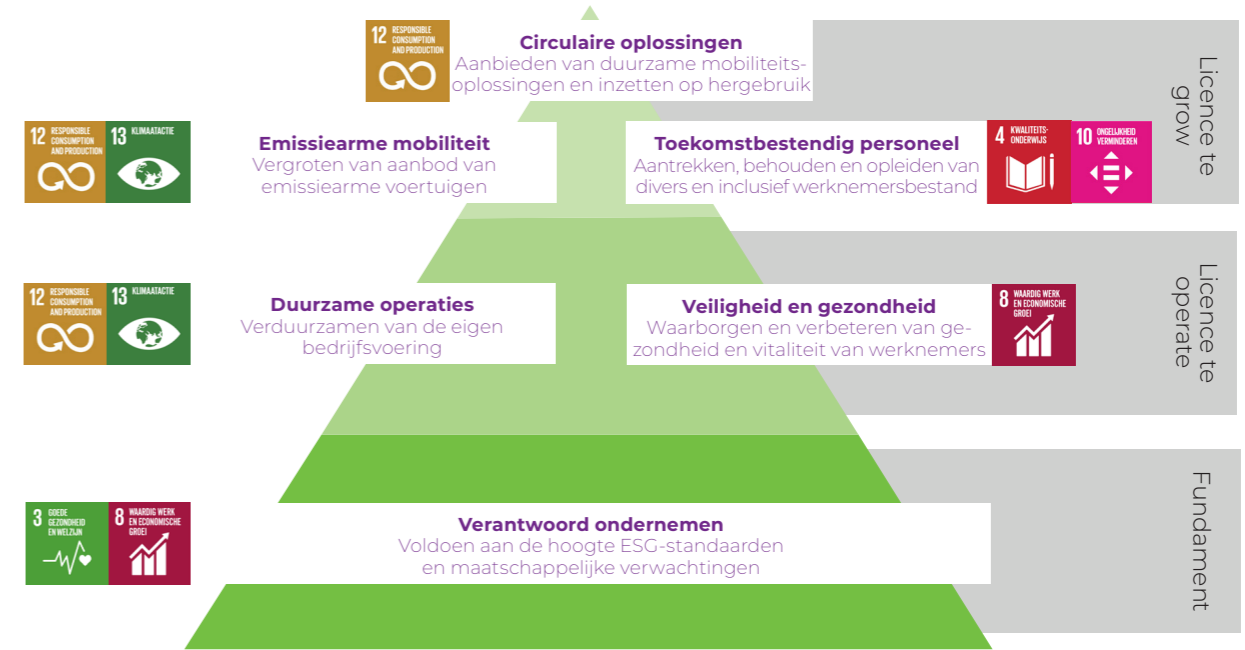 12 RESPONSIBLE
CONSUMPTION
AND PRODUCTION
Circulaire oplossingen
Aanbieden van duurzame mobiliteits-
oplossingen en inzetten op hergebruik
Licence te
grow
12 RESPONSIBLE
CONSUMPTION
AND PRODUCTION
13 KLIMAATACTIE
Emissiearme mobiliteit
Vergroten van aanbod van
emissiearme voertuigen
Toekomstbestendig personeel
Aantrekken, behouden en opleiden van
divers en inclusief werknemersbestand
4 KWALITEITS-
ONDERWIJS
10 ONGELIJKHEID
VERMINDEREN
12 RESPONSIBLE
CONSUMPTION
AND PRODUCTION
13 KLIMAATACTIE
Duurzame operaties
Verduurzamen van de eigen
bedrijfsvoering
Veiligheid en gezondheid
Waarborgen en verbeteren van ge-
zondheid en vitaliteit van werknemers
8 WAARDIG WERK
EN ECONOMISCHE
GROEI
Licence te
operate
3 GOEDE
GEZONDHEID
EN WELZIJN
8 WAARDIG WERK
EN ECONOMISCHE
GROEI
Verantwoord ondernemen
Voldoen aan de hoogte ESG-standaarden
en maatschappelijke verwachtingen
Fundament